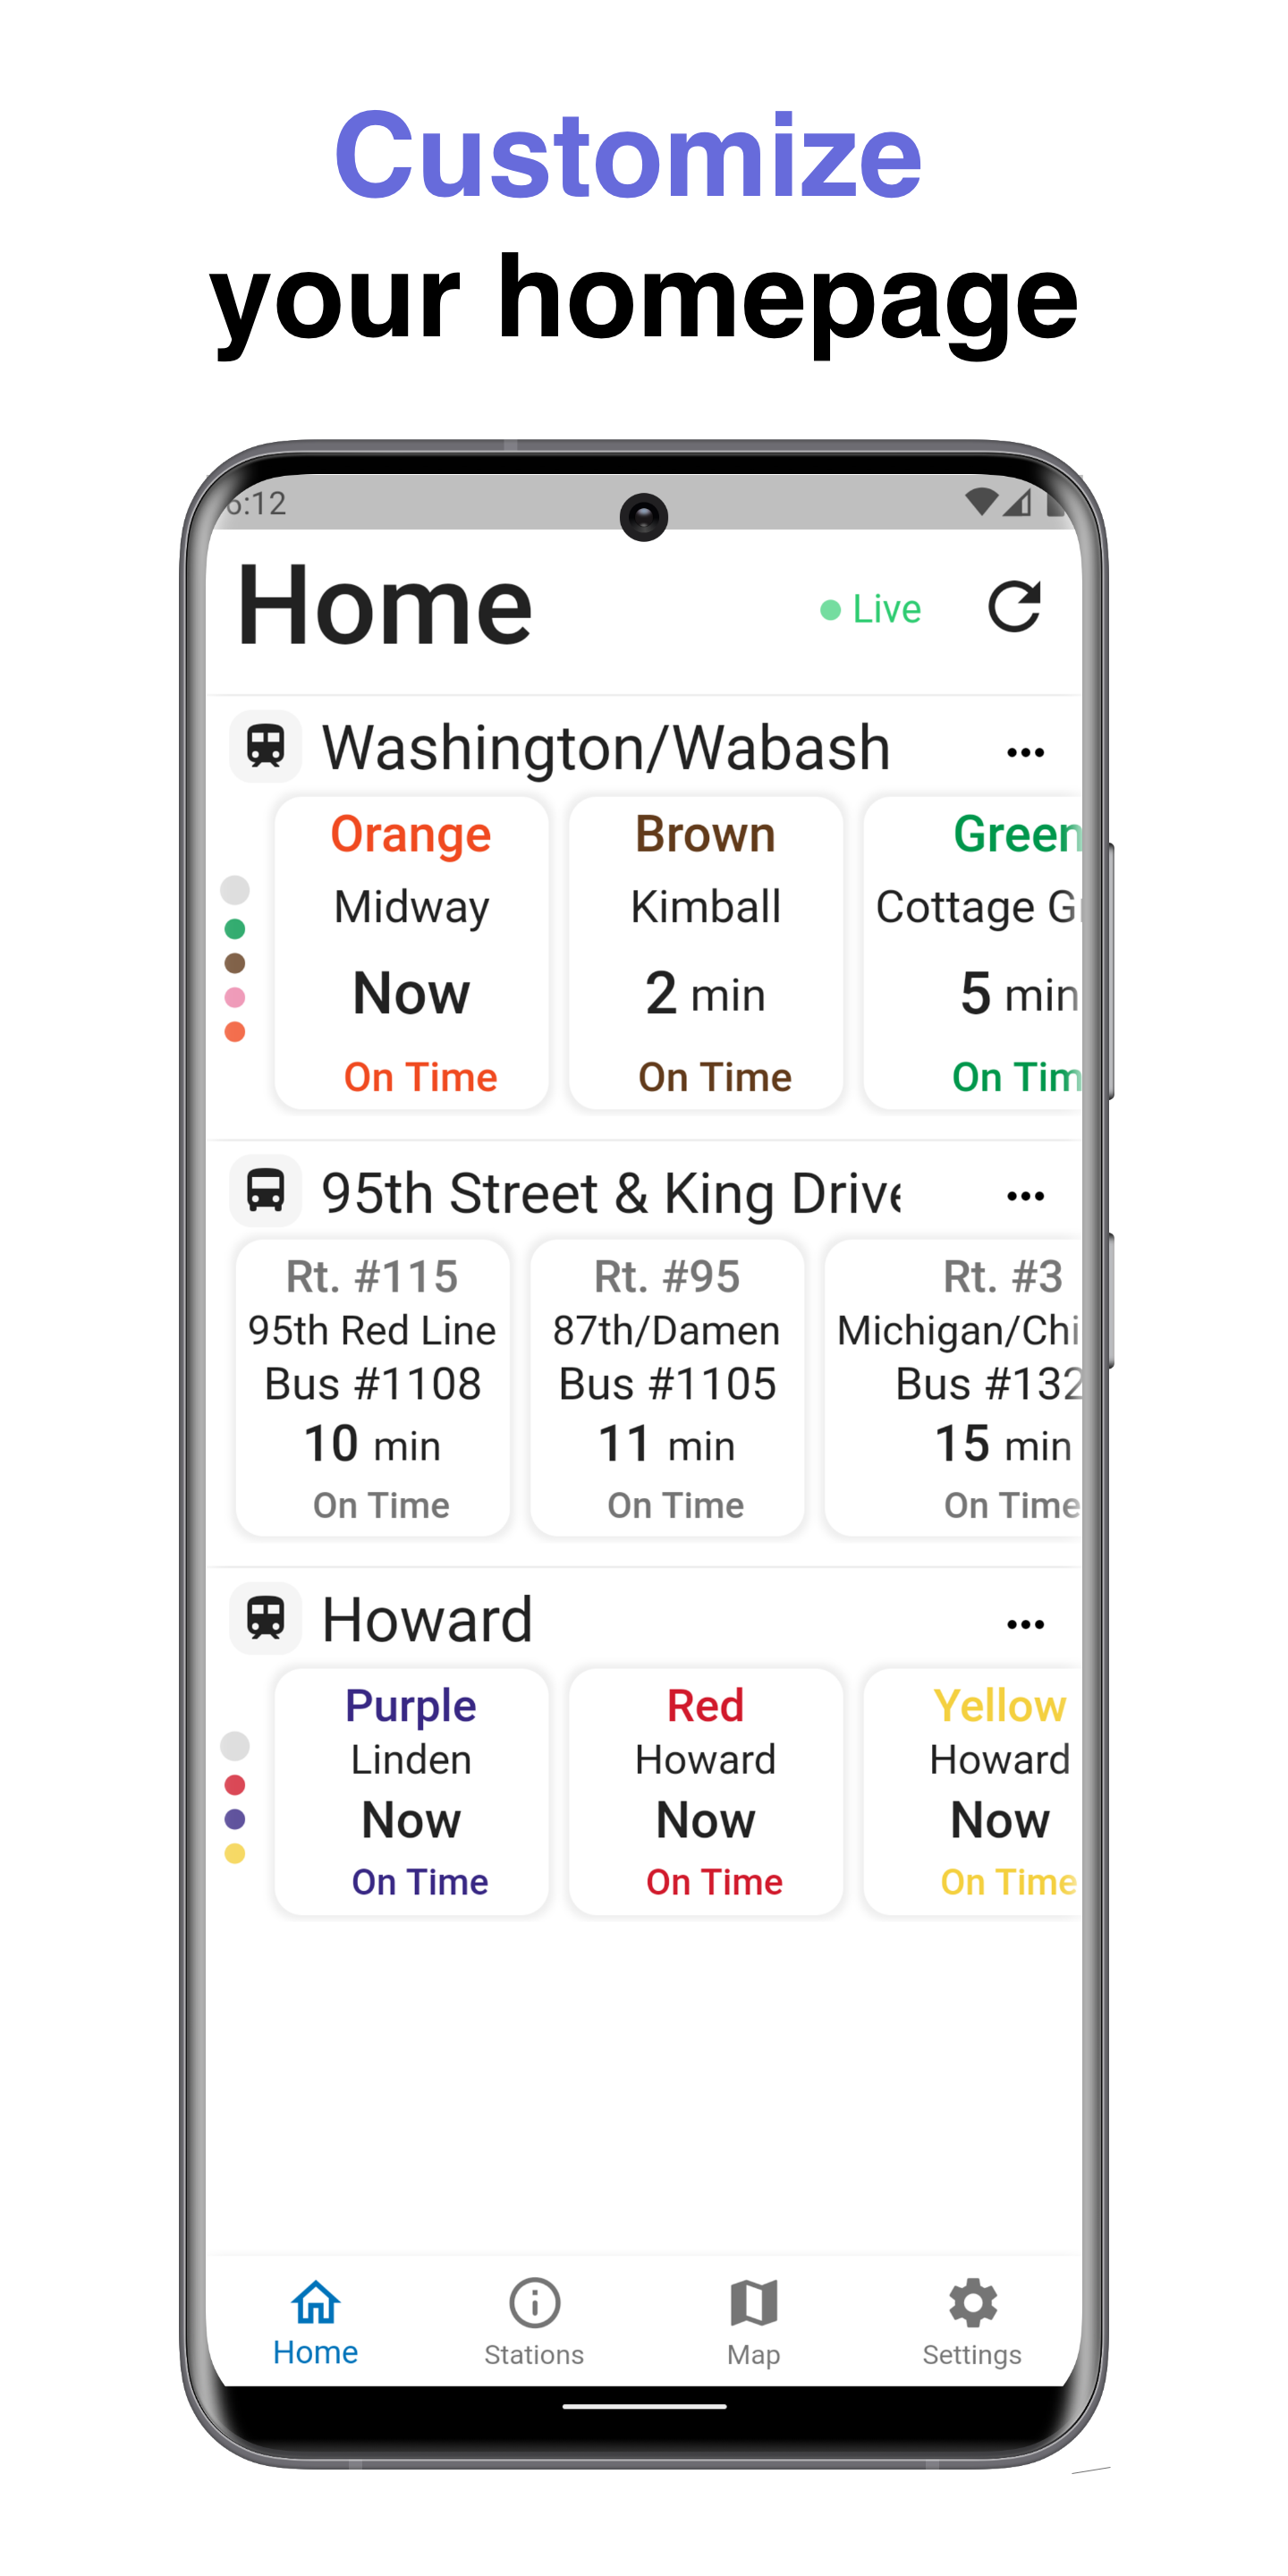 Customize
your homepage
6:12
Home
Live
Washington/Wabash
Orange
Midway
Now
On Time
Brown
Kimball
2 min
On Time
Green
Cottage
5 min
On Tim
95th Street & King Drive
Rt. #115
95th Red Line
Bus #1108
10 min
On Time
Rt. #95
87th/Damen
Bus #1105
11 min
On Time
Rt. #3
Michigan/Chi
Bus #132
15 min
On Time
Howard
Purple
Linden
Now
On Time
Red
Howard
Now
On Time
Yellow
Howard
Now
On Time
Home
Stations
Map
Settings